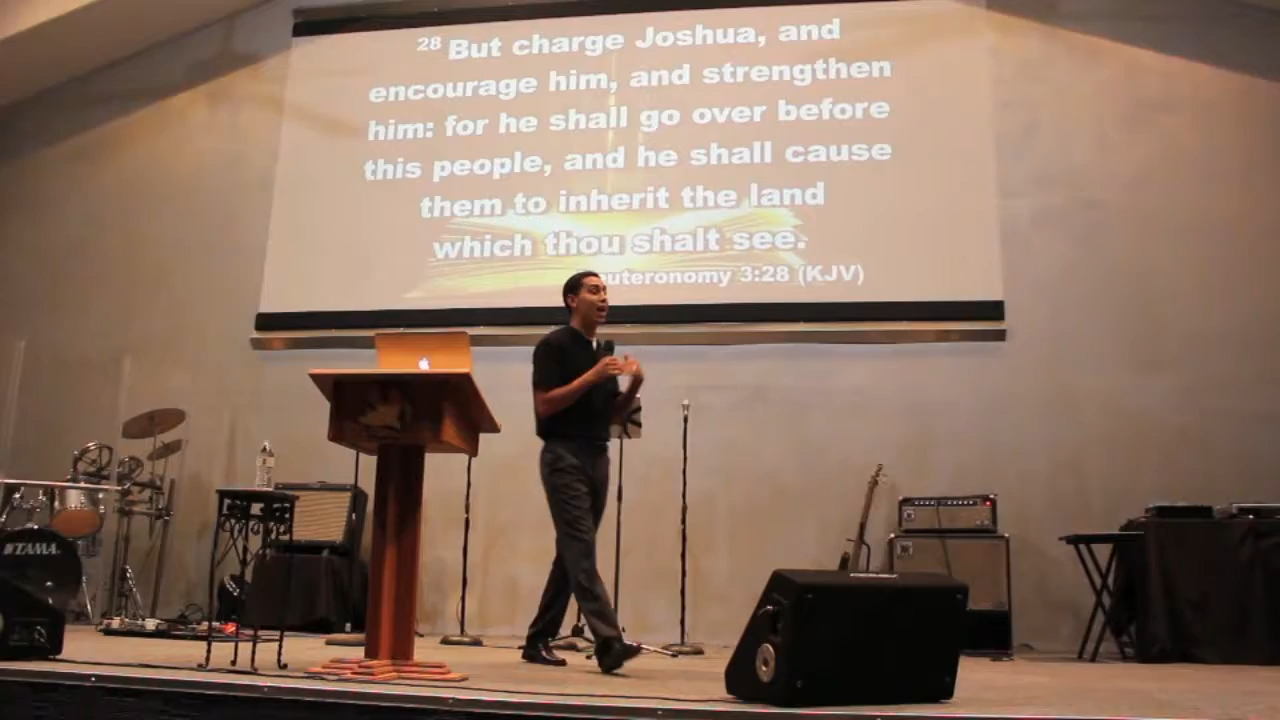 28 But charge Joshua, and
encourage him, and strengthen
him: for he shall go over before
this people, and he shall cause
them to inherit the land
which thou shalt see.
euteronomy 3:28 (KJV)
TAMA